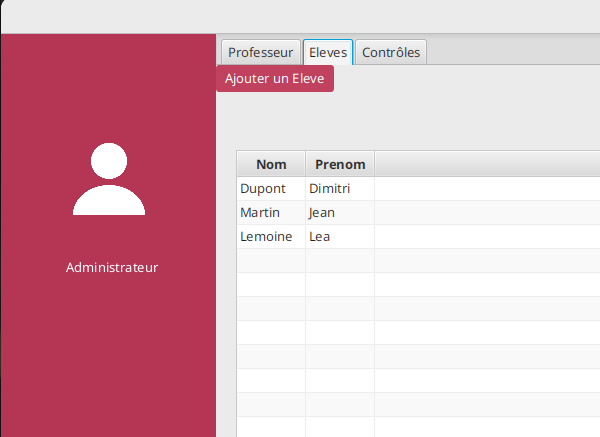 Professeur Eleves Contrôles
Ajouter un Eleve
Administrateur
Nom Prenom
Dupont Dimitri
Martin Jean
Lemoine Lea